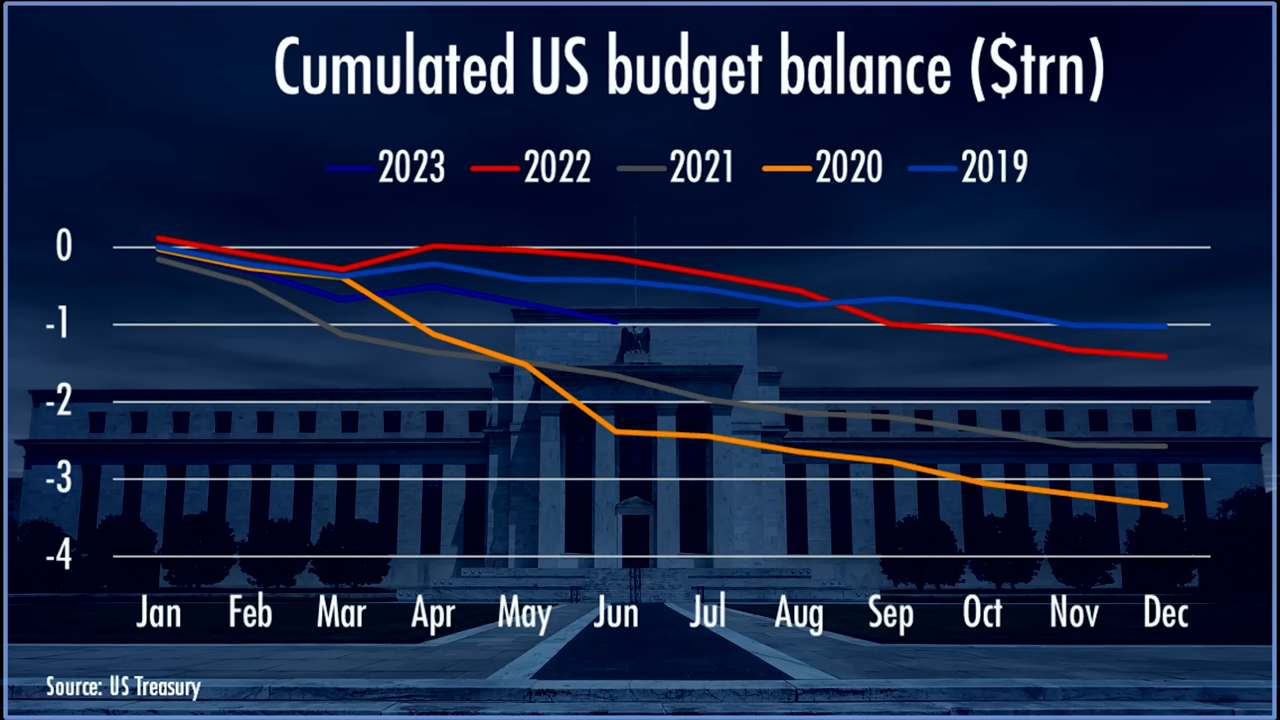 Cumulated US budget balance ($trn)
2023 2022 2021 2020 2019
0
-1
-2
-3
-4
Jan Feb Mar Apr May Jun Jul Aug Sep Oct Nov Dec
Source: US Treasury